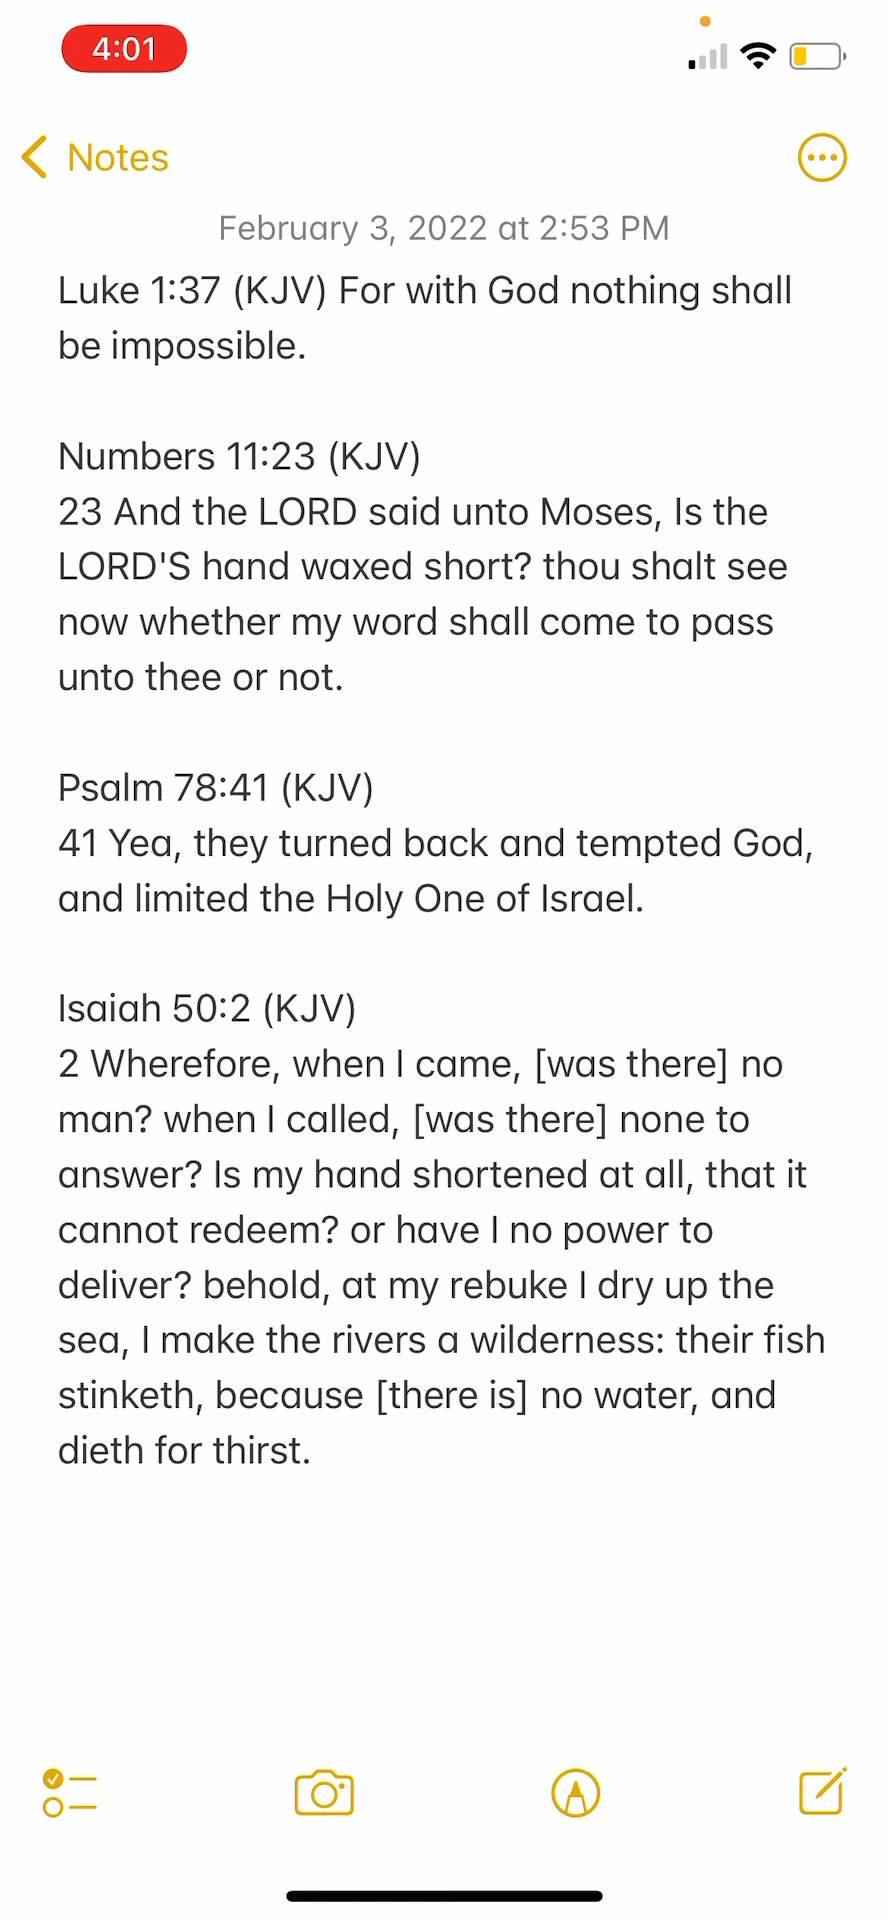 4:01
Notes
February 3, 2022 at 2:53 PM
Luke 1:37 (KJV) For with God nothing shall
be impossible.
Numbers 11:23 (KJV)
23 And the LORD said unto Moses, Is the
LORD'S hand waxed short? thou shalt see
now whether my word shall come to pass
unto thee or not.
Psalm 78:41 (KJV)
41 Yea, they turned back and tempted God,
and limited the Holy One of Israel.
Isaiah 50:2 (KJV)
2 Wherefore, when I came, [was there] no
man? when I called, [was there] none to
answer? Is my hand shortened at all, that it
cannot redeem? or have I no power to
deliver? behold, at my rebuke I dry up the
sea, I make the rivers a wilderness: their fish
stinketh, because [there is] no water, and
dieth for thirst.